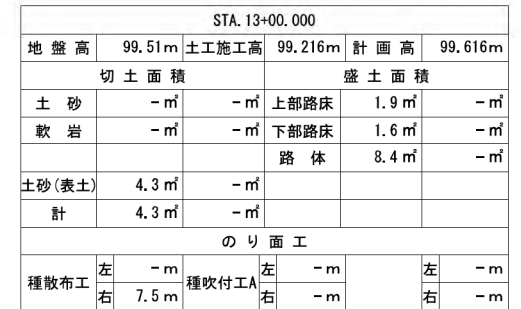 STA.13+00.000
地盤高 99.51m 土工施工高 99.216m 計画高 99.616m
切土面積 盛土面積
土砂 -㎡ -㎡ 上部路床 1.9㎡ -㎡
軟岩 -㎡ -㎡ 下部路床 1.6㎡ -㎡
路体 8.4㎡ -㎡
土砂(表土) 4.3㎡ -㎡
計 4.3㎡ -㎡
のり面工
種散布工 左 -m 種吹付工A 左 -m 左 -m
右 7.5m 右 -m 右 -m